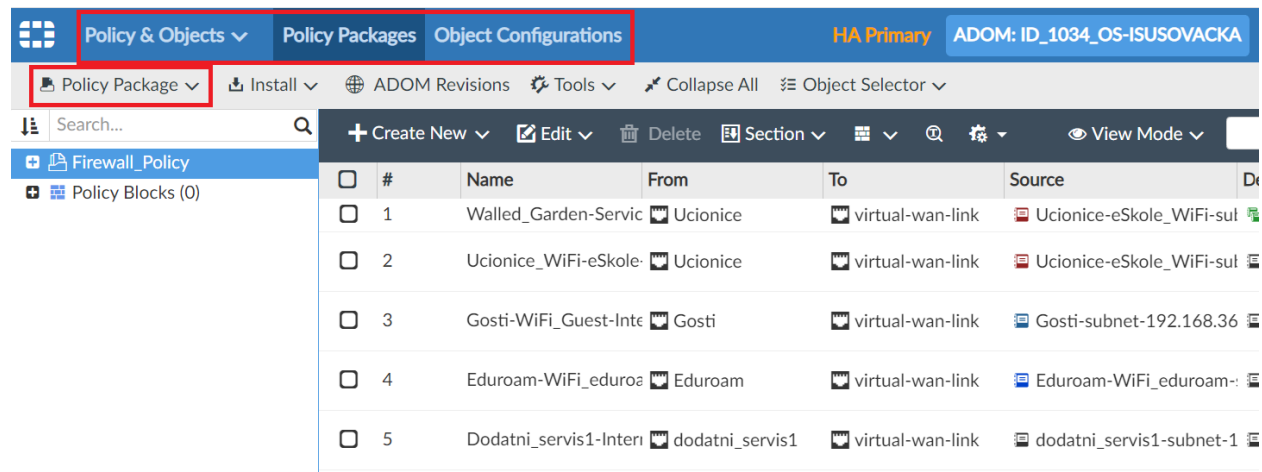 Policy & Objects Policy Packages Object Configurations HA Primary ADOM: ID_1034_OS-ISUSOVACKA
Policy Package Install ADOM Revisions Tools Collapse All Object Selector
Search... Create New Edit Delete Section View Mode
Firewall_Policy
Policy Blocks (0)
# Name From To Source De
1 Walled_Garden-Servic Ucionice virtual-wan-link Ucionice-eSkole_WiFi-sub
2 Ucionice_WiFi-eSkole- Ucionice virtual-wan-link Ucionice-eSkole_WiFi-sub
3 Gosti-WiFi_Guest-Inte Gosti virtual-wan-link Gosti-subnet-192.168.36
4 Eduroam-WiFi_eduroa Eduroam virtual-wan-link Eduroam-WiFi_eduroam-s
5 Dodatni_servis1-Intern dodatni_servis1 virtual-wan-link dodatni_servis1-subnet-1